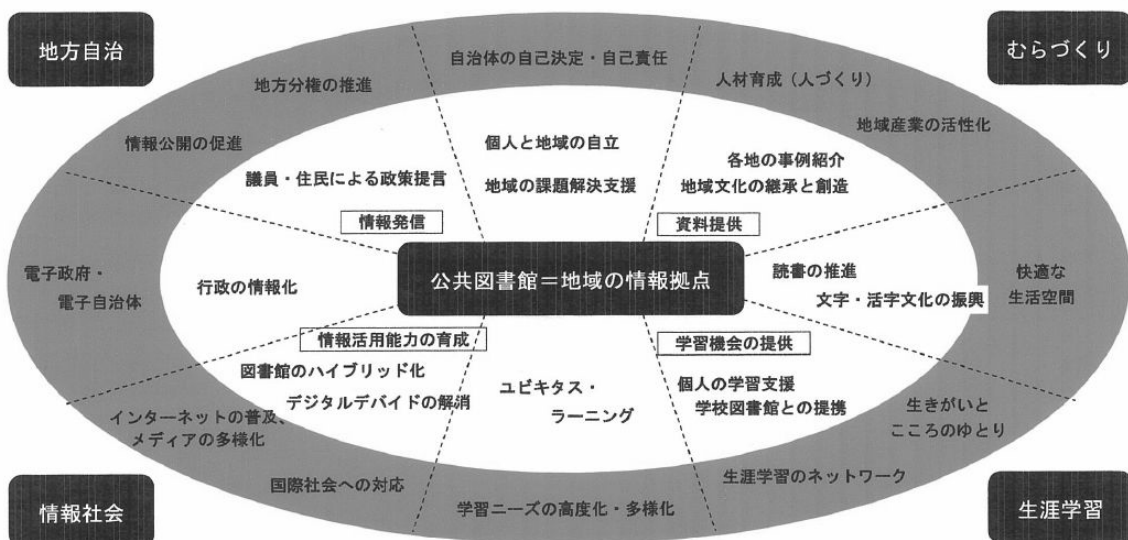 地方自治
むらづくり
自治体の自己決定・自己責任
地方分権の推進
人材育成（人づくり）
情報公開の促進
地域産業の活性化
個人と地域の自立
議員・住民による政策提言
地域の課題解決支援
各地の事例紹介
地域文化の継承と創造
情報発信
資料提供
電子政府・
電子自治体
行政の情報化
公共図書館＝地域の情報拠点
読書の推進
文字・活字文化の振興
快適な
生活空間
情報活用能力の育成
学習機会の提供
図書館のハイブリッド化
デジタルデバイドの解消
ユビキタス・
ラーニング
個人の学習支援
学校図書館との提携
インターネットの普及、
メディアの多様化
生きがいと
こころのゆとり
国際社会への対応
学習ニーズの高度化・多様化
生涯学習のネットワーク
情報社会
生涯学習